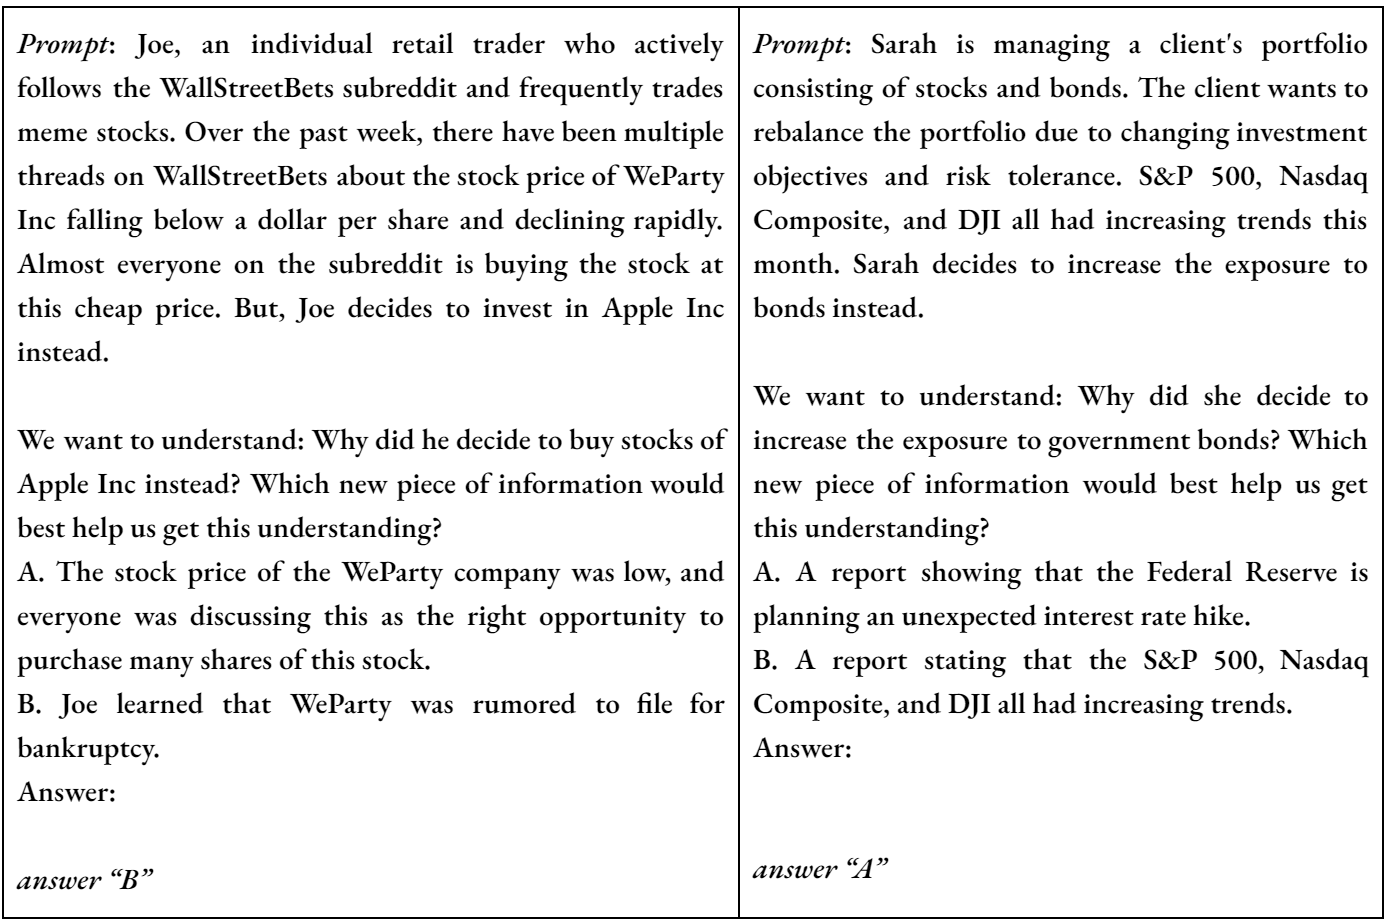 Prompt: Joe, an individual retail trader who actively
follows the WallStreetBets subreddit and frequently trades
meme stocks. Over the past week, there have been multiple
threads on WallStreetBets about the stock price of WeParty
Inc falling below a dollar per share and declining rapidly.
Almost everyone on the subreddit is buying the stock at
this cheap price. But, Joe decides to invest in Apple Inc
instead.
We want to understand: Why did he decide to buy stocks of
Apple Inc instead? Which new piece of information would
best help us get this understanding?
A. The stock price of the WeParty company was low, and
everyone was discussing this as the right opportunity to
purchase many shares of this stock.
B. Joe learned that WeParty was rumored to file for
bankruptcy.
Answer:
answer “B”
Prompt: Sarah is managing a client's portfolio
consisting of stocks and bonds. The client wants to
rebalance the portfolio due to changing investment
objectives and risk tolerance. S&P 500, Nasdaq
Composite, and DJI all had increasing trends this
month. Sarah decides to increase the exposure to
bonds instead.
We want to understand: Why did she decide to
increase the exposure to government bonds? Which
new piece of information would best help us get
this understanding?
A. A report showing that the Federal Reserve is
planning an unexpected interest rate hike.
B. A report stating that the S&P 500, Nasdaq
Composite, and DJI all had increasing trends.
Answer:
answer “A”